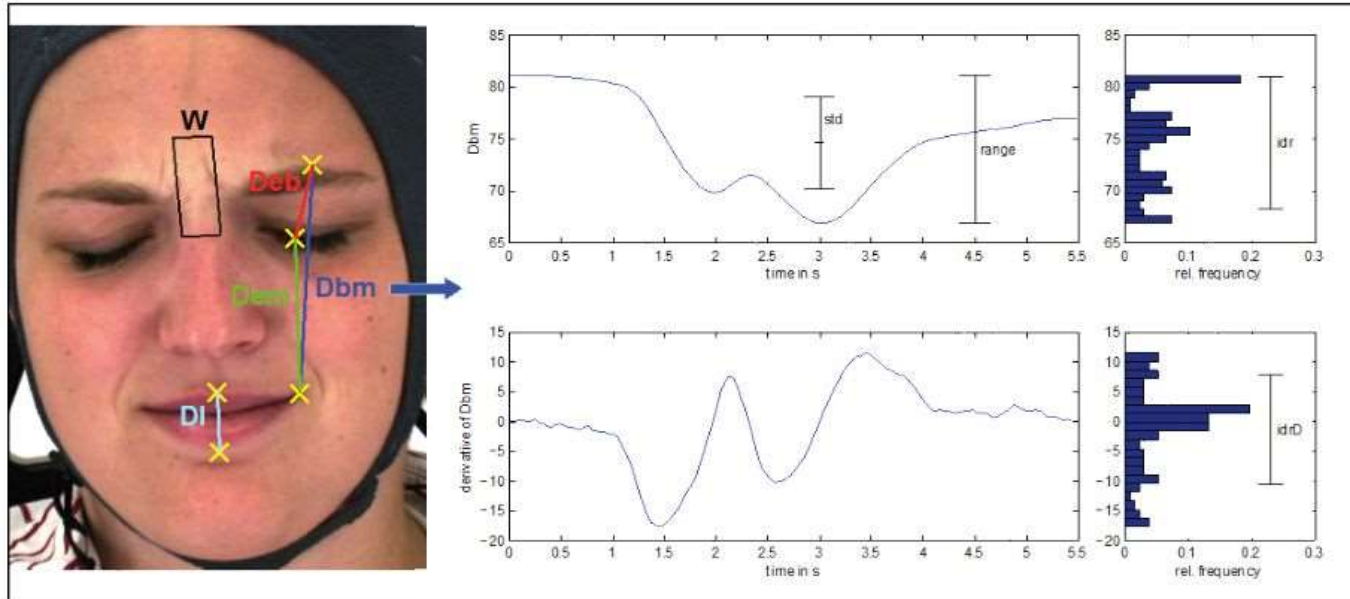 W
Deb
Dem
Dbm
Dl
85
80
75
70
65
Dbm
0 0.5 1 1.5 2 2.5 3 3.5 4 4.5 5 5.5
time in s
std
range
85
80
75
70
65
0 0.1 0.2 0.3
rel. frequency
idr
15
10
5
0
−5
−10
−15
−20
derivative of Dbm
0 0.5 1 1.5 2 2.5 3 3.5 4 4.5 5 5.5
time in s
15
10
5
0
−5
−10
−15
−20
0 0.1 0.2 0.3
rel. frequency
idrD